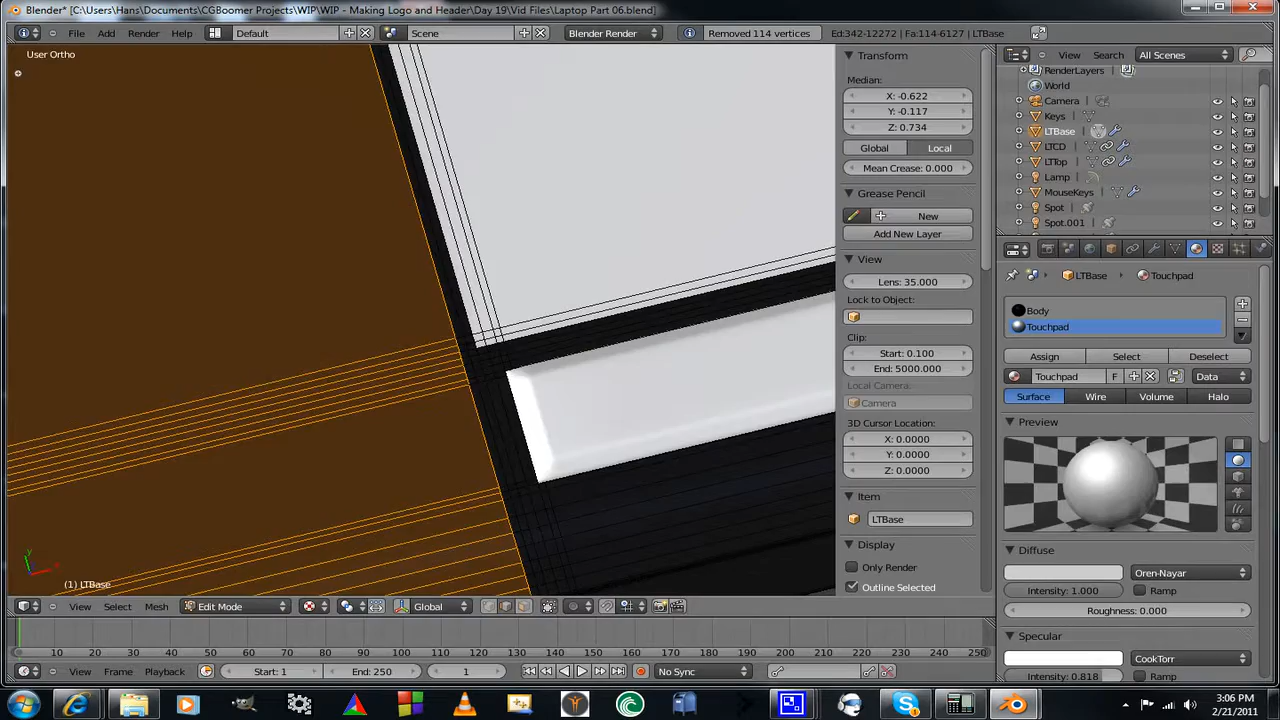 Blender* [C:\Users\Hans\Documents\CGBoomer Projects\WIP\WIP - Making Logo and Header\Day 19\Vid Files\Laptop Part 06.blend]
File Add Render Help Default Scene Blender Render Removed 114 vertices Ed:342-12272 | Fa:114-6127 | LTBase
View Search All Scenes
User Ortho
RenderLayers
World
Camera
Keys
LTBase
LTCD
LTTop
Lamp
MouseKeys
Spot
Spot.001
Transform
Median:
X: -0.622
Y: -0.117
Z: 0.734
Global Local
Mean Crease: 0.000
Grease Pencil
New
Add New Layer
View
Lens: 35.000
Lock to Object:
Clip:
Start: 0.100
End: 5000.000
Local Camera:
Camera
3D Cursor Location:
X: 0.0000
Y: 0.0000
Z: 0.0000
Item
LTBase
Display
Only Render
Outline Selected
LTBase Touchpad
Body
Touchpad
Assign Select Deselect
Touchpad F Data
Surface Wire Volume Halo
Preview
Diffuse
Oren-Nayar
Intensity: 1.000 Ramp
Roughness: 0.000
Specular
CookTorr
Intensity: 0.818 Ramp
y
(1) LTBase
View Select Mesh Edit Mode Global
10 20 30 40 50 60 70 80 90 100 110 120 130 140 150 160 170 180 190 200 210 220 230 240 250
View Frame Playback Start: 1 End: 250 1 No Sync
3:06 PM
2/21/2011